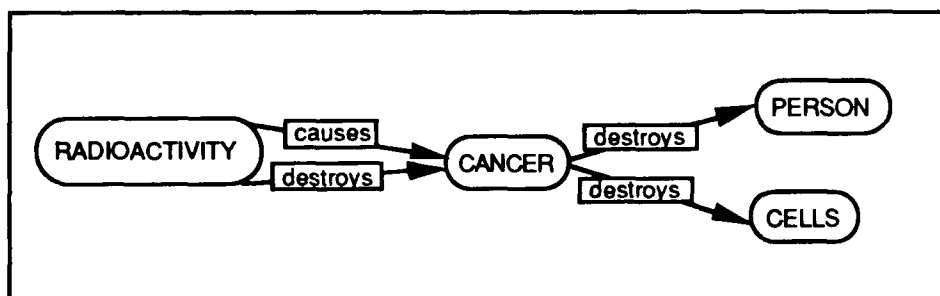 RADIOACTIVITY
causes
destroys
CANCER
destroys
destroys
PERSON
CELLS